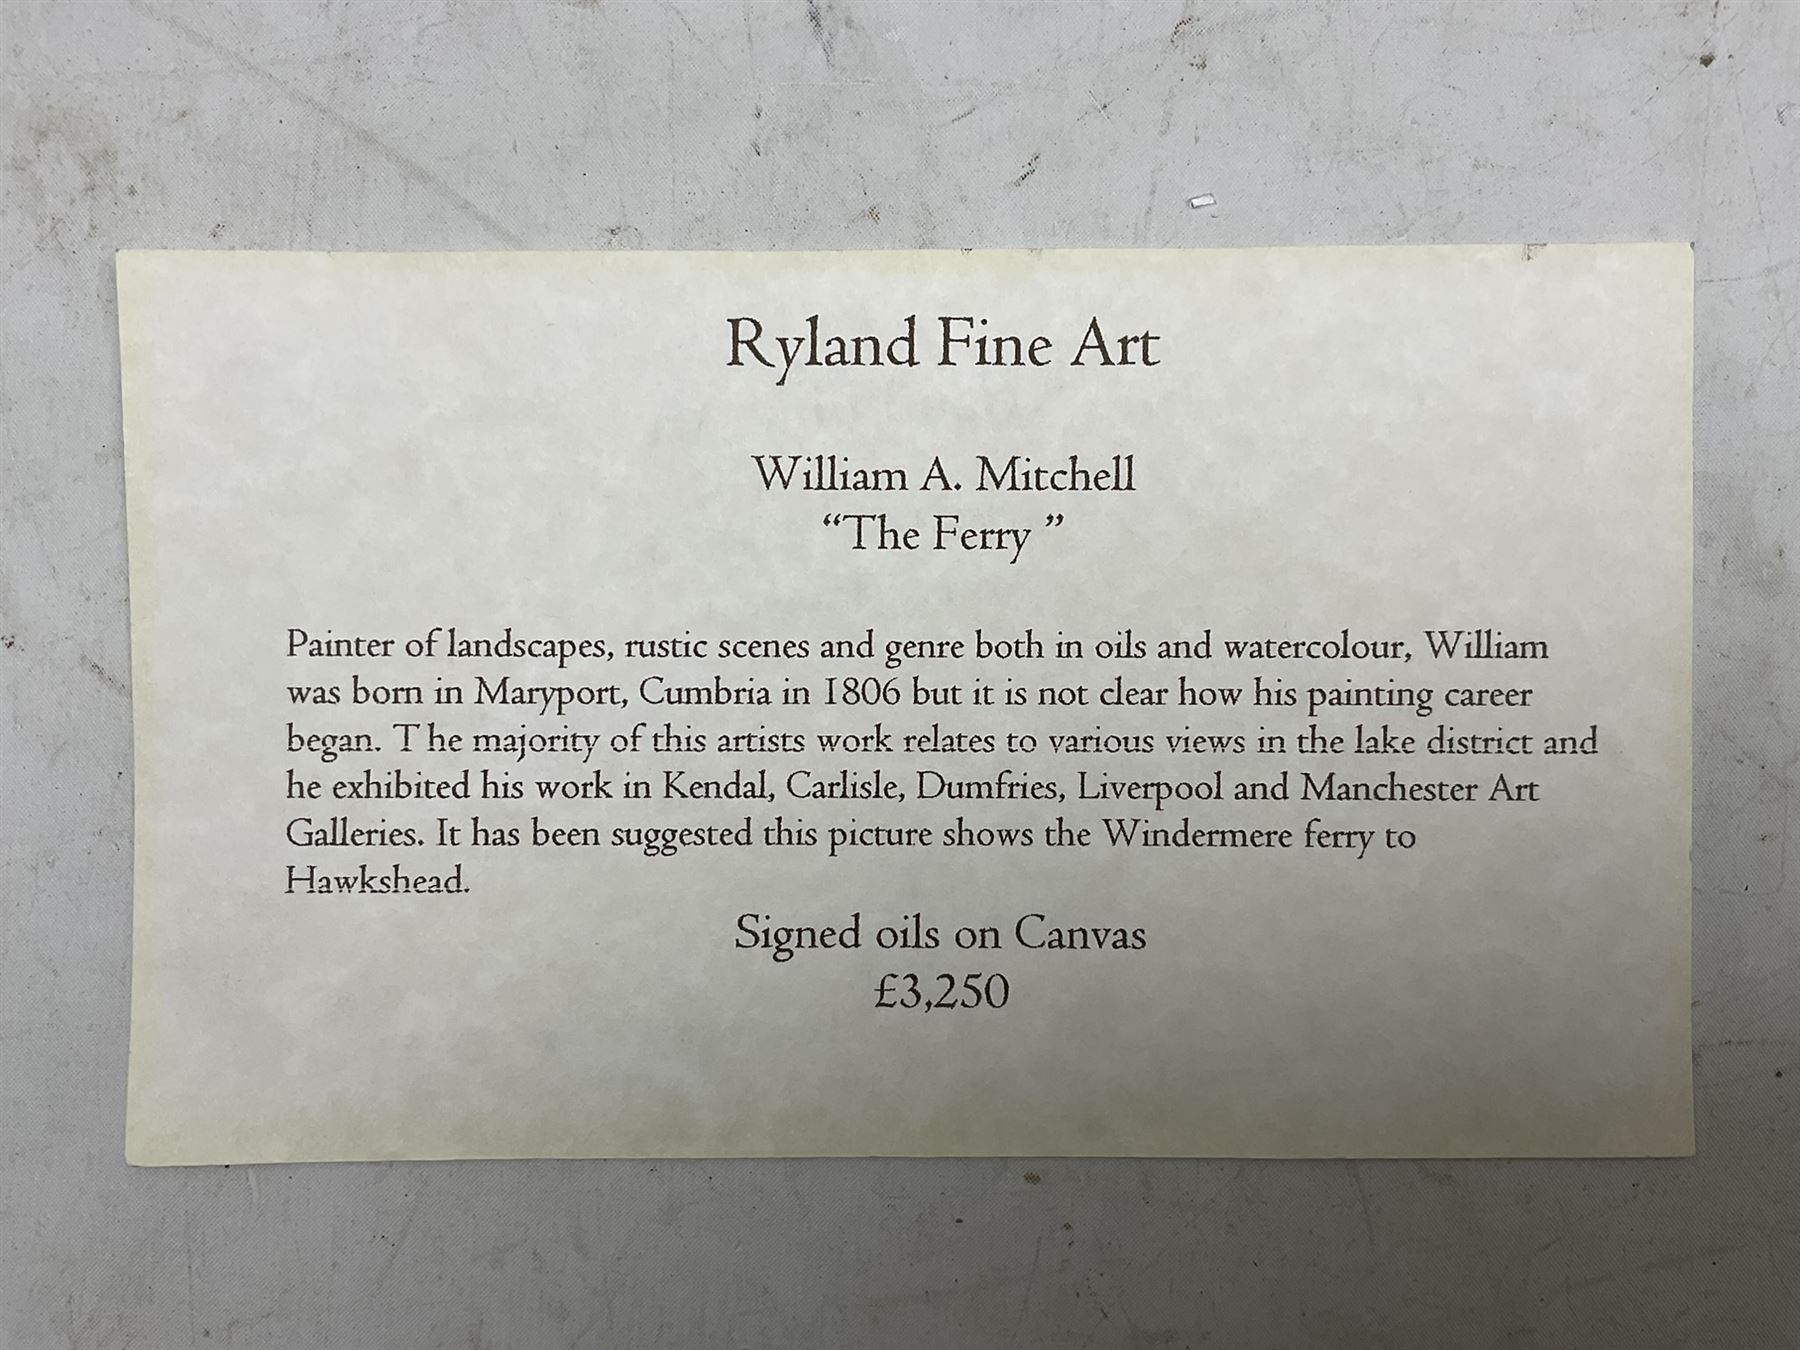 Ryland Fine Art
William A. Mitchell
“The Ferry ”
Painter of landscapes, rustic scenes and genre both in oils and watercolour, William
was born in Maryport, Cumbria in 1806 but it is not clear how his painting career
began. T he majority of this artists work relates to various views in the lake district and
he exhibited his work in Kendal, Carlisle, Dumfries, Liverpool and Manchester Art
Galleries. It has been suggested this picture shows the Windermere ferry to
Hawkshead.
Signed oils on Canvas
£3,250